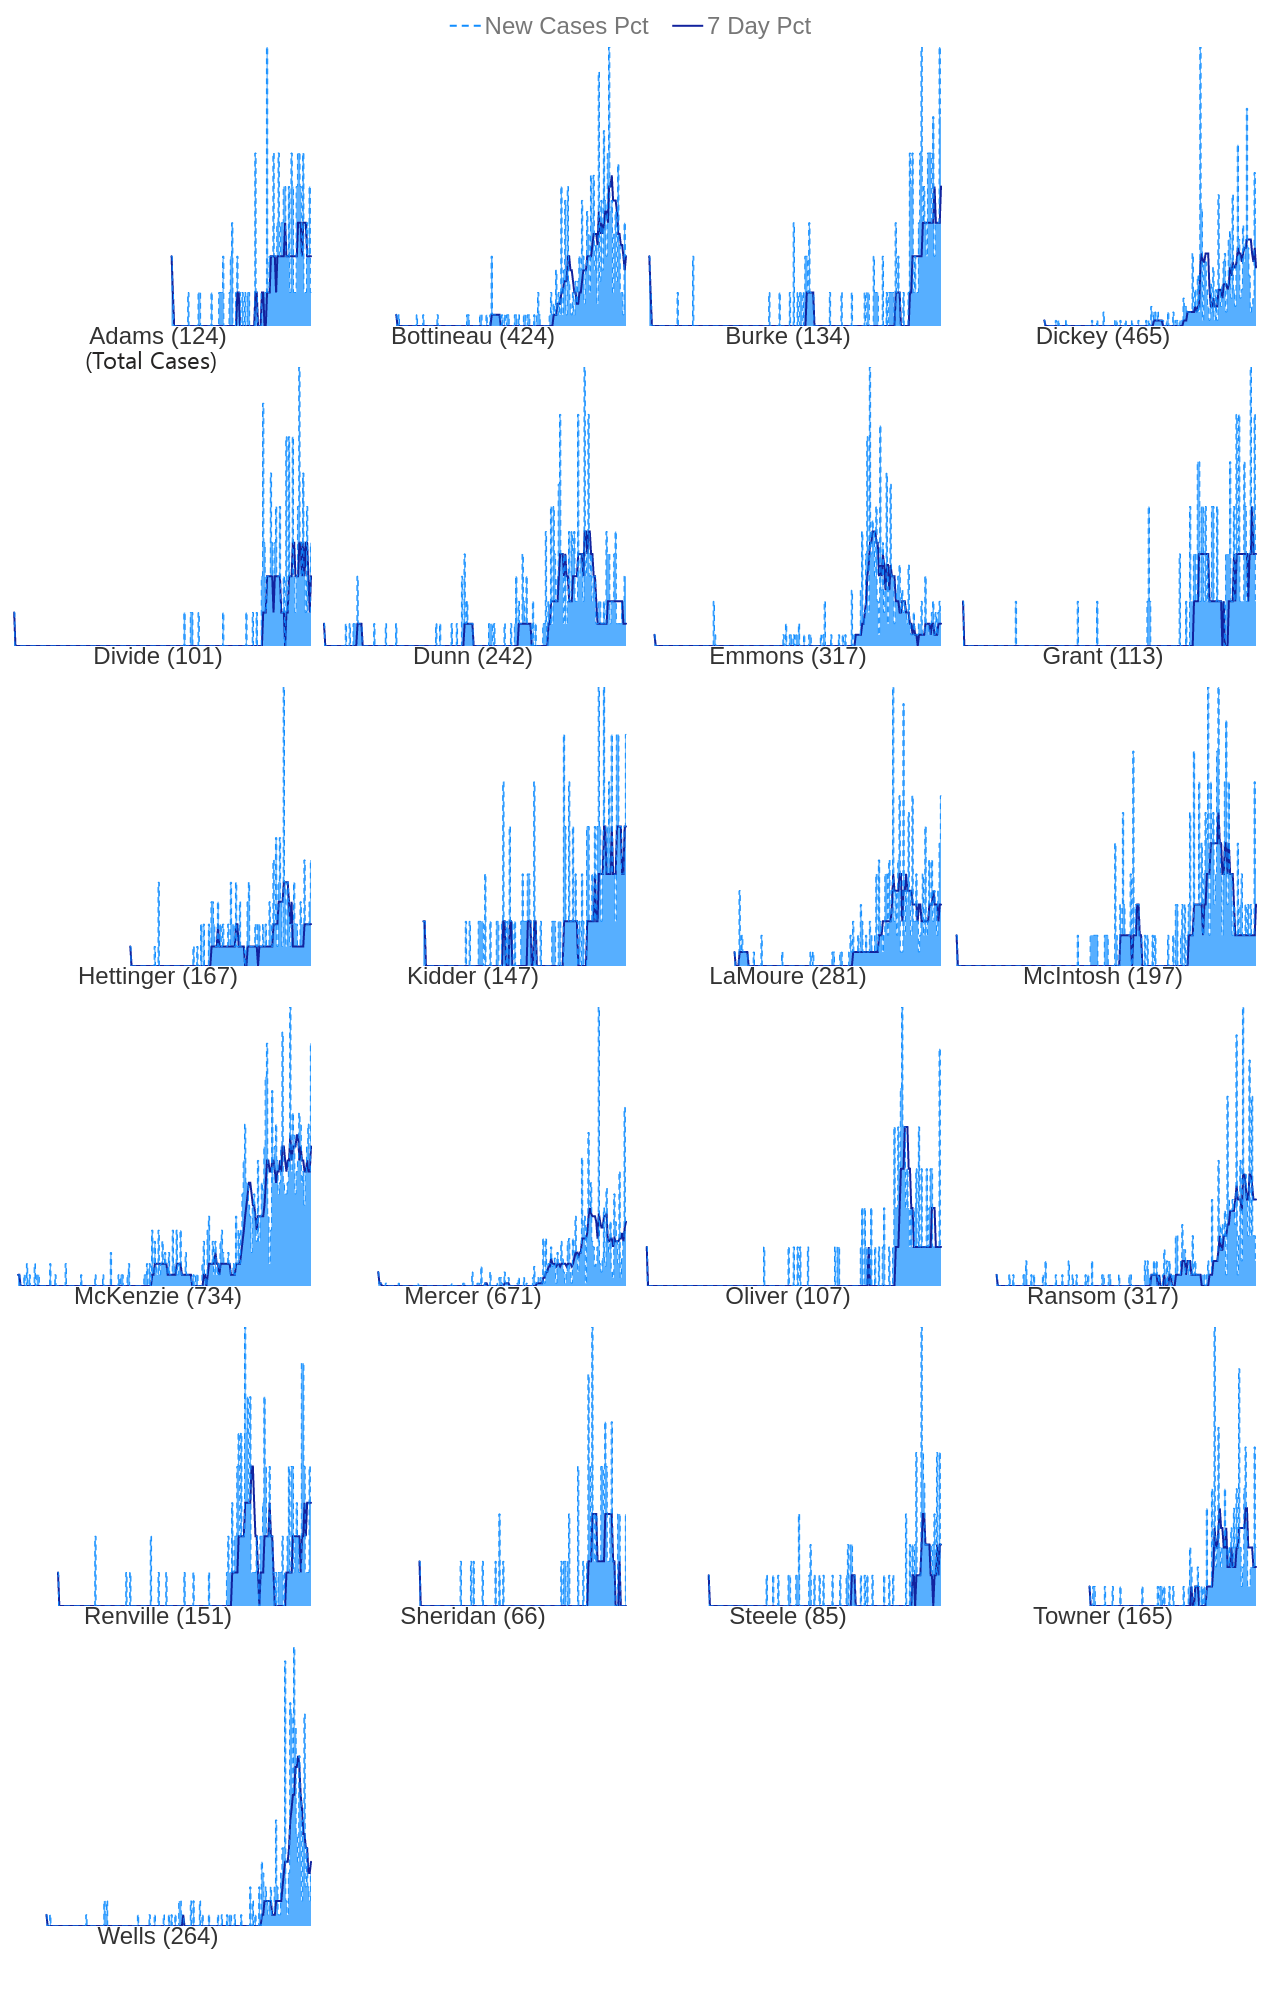 New Cases Pct 7 Day Pct
Adams (124) Bottineau (424) Burke (134) Dickey (465)
(Total Cases)
Divide (101) Dunn (242) Emmons (317) Grant (113)
Hettinger (167) Kidder (147) LaMoure (281) McIntosh (197)
McKenzie (734) Mercer (671) Oliver (107) Ransom (317)
Renville (151) Sheridan (66) Steele (85) Towner (165)
Wells (264)